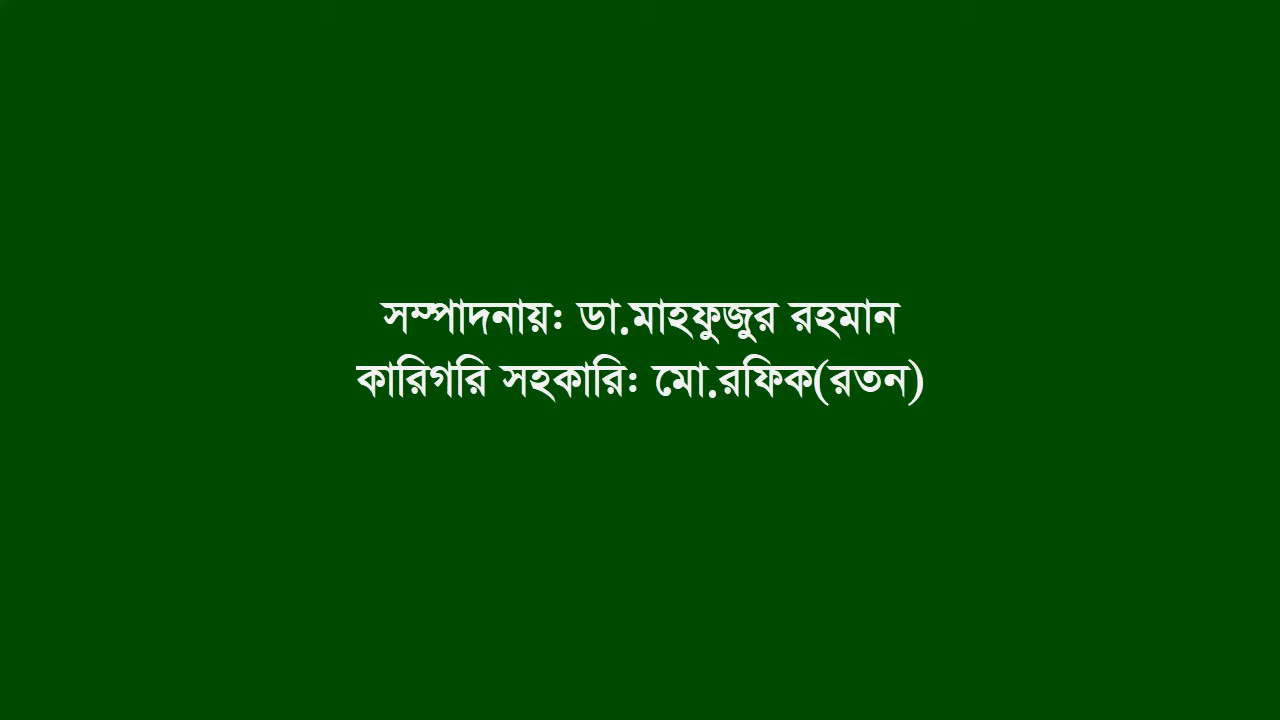 সম্পাদনায়: ডা.মাহফুজুর রহমান
কারিগরি সহকারি: মো.রফিক(রতন)